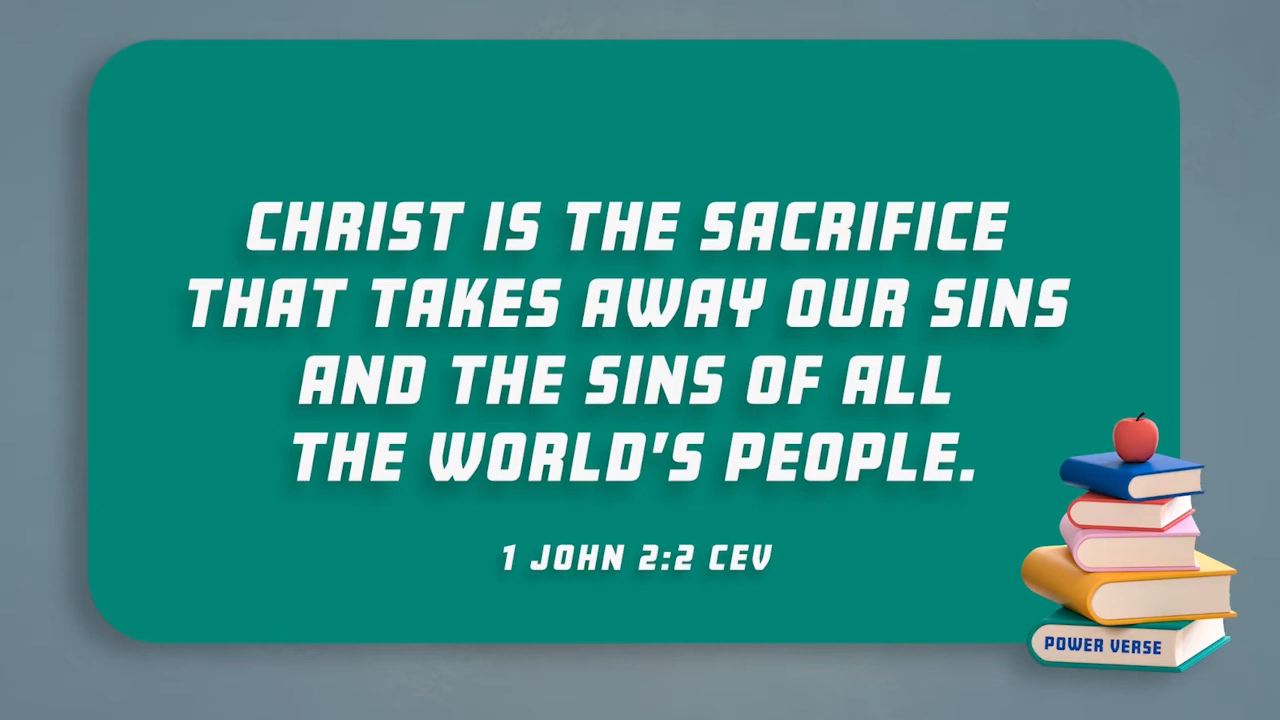 CHRIST IS THE SACRIFICE
THAT TAKES AWAY OUR SINS
AND THE SINS OF ALL
THE WORLD'S PEOPLE.
1 JOHN 2:2 CEV
POWER VERSE